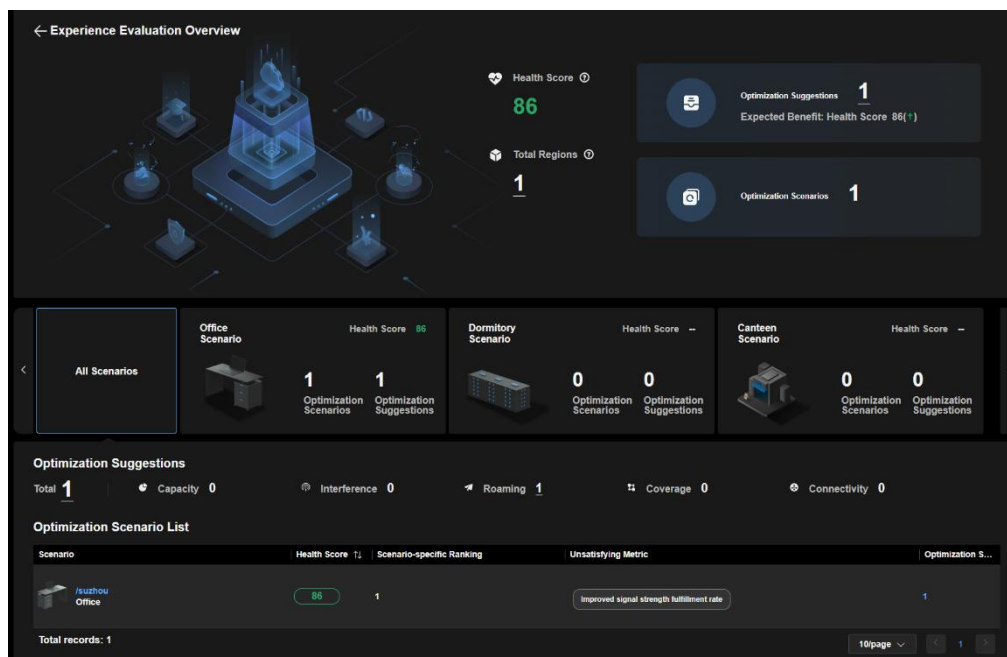 ← Experience Evaluation Overview
Health Score
86
Total Regions
1
Optimization Suggestions 1
Expected Benefit: Health Score 86(↑)
Optimization Scenarios 1
All Scenarios
Office
Scenario
Health Score 86
1 1
Optimization Optimization
Scenarios Suggestions
Dormitory
Scenario
Health Score --
0 0
Optimization Optimization
Scenarios Suggestions
Canteen
Scenario
Health Score --
0 0
Optimization Optimization
Scenarios Suggestions
Optimization Suggestions
Total 1 Capacity 0 Interference 0 Roaming 1 Coverage 0 Connectivity 0
Optimization Scenario List
Scenario Health Score ↑↓ Scenario-specific Ranking Unsatisfying Metric Optimization S...
/suzhou
Office
86 1 Improved signal strength fulfillment rate 1
Total records: 1
10/page < 1 >